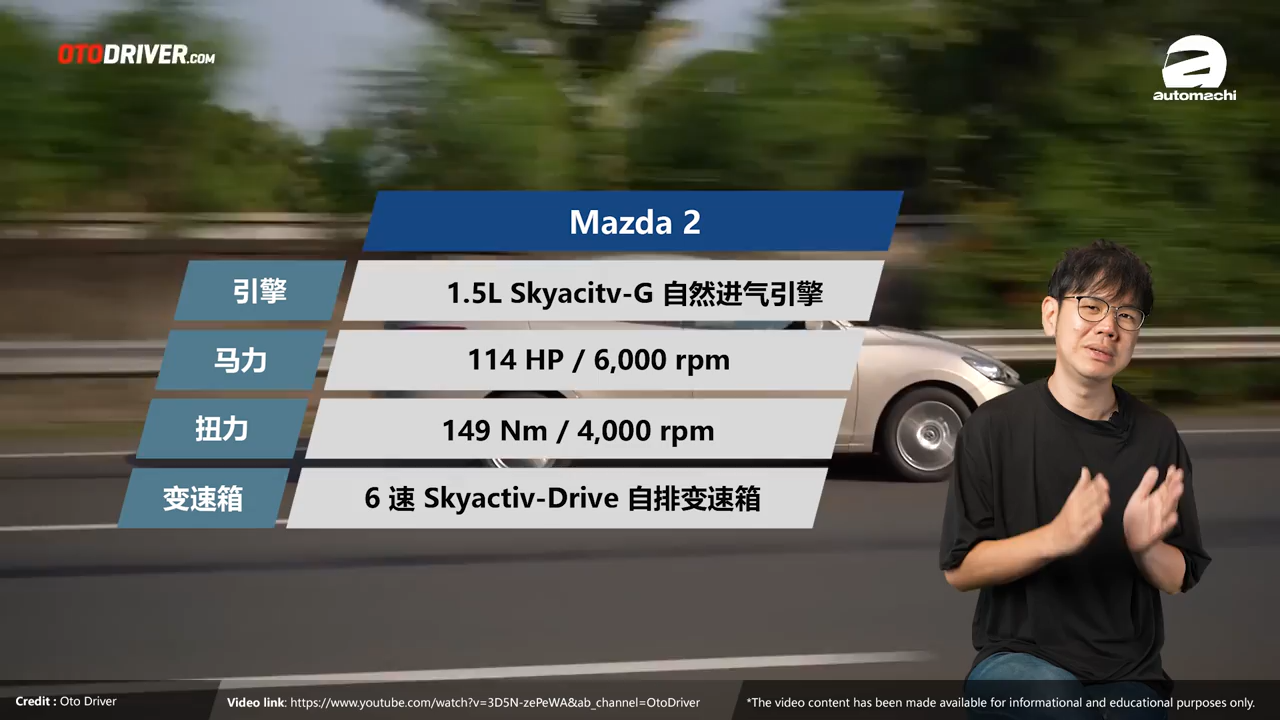 OTODRIVER.COM
automachi
Mazda 2
引擎
1.5L Skyacitv-G 自然进气引擎
马力
114 HP / 6,000 rpm
扭力
149 Nm / 4,000 rpm
变速箱
6 速 Skyactiv-Drive 自排变速箱
Credit : Oto Driver
Video link: https://www.youtube.com/watch?v=3D5N-zePeWA&ab_channel=OtoDriver
*The video content has been made available for informational and educational purposes only.